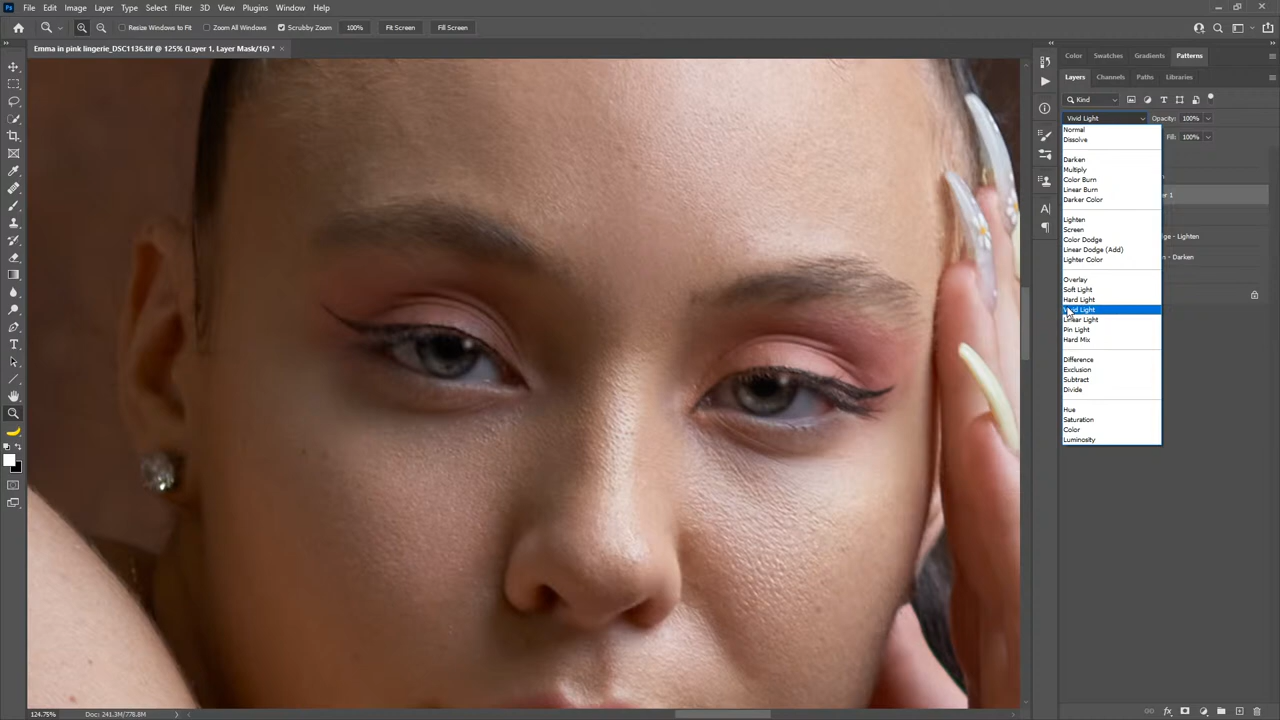 File Edit Image Layer Type Select Filter 3D View Plugins Window Help
Resize Windows to Fit Zoom All Windows Scrubby Zoom 100% Fit Screen Fill Screen
Emma in pink lingerie_DSC1136.tif @ 125% (Layer 1, Layer Mask/16) *
Color Swatches Gradients Patterns
Layers Channels Paths Libraries
Kind
Vivid Light Opacity: 100%
Fill: 100%
Normal
Dissolve
Darken
Multiply
Color Burn
Linear Burn
Darker Color
Lighten
Screen
Color Dodge
Linear Dodge (Add)
Lighter Color
Overlay
Soft Light
Hard Light
Vivid Light
Linear Light
Pin Light
Hard Mix
Difference
Exclusion
Subtract
Divide
Hue
Saturation
Color
Luminosity
1
- Lighten
- Darken
124.75% Doc: 241.3M/778.8M